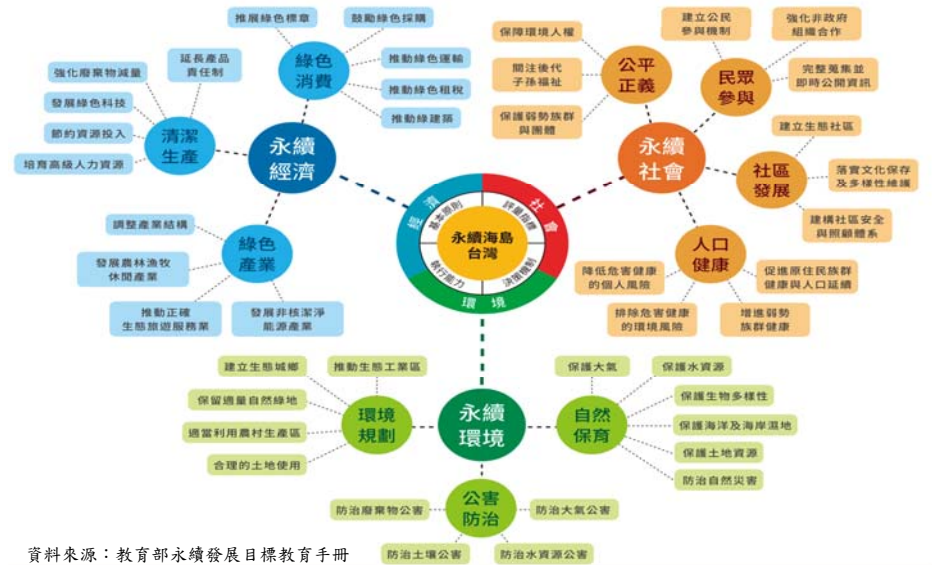 推展綠色標章
鼓勵綠色採購
推動綠色運輸
推動綠色租稅
推動綠建築
綠色
消費
延長產品
責任制
強化廢棄物減量
發展綠色科技
節約資源投入
培育高級人力資源
清潔
生產
永續
經濟
調整產業結構
發展農林漁牧
休閒產業
推動正確
生態旅遊服務業
發展非核潔淨
能源產業
綠色
產業
保障環境人權
關注後代
子孫福祉
保護弱勢族群
與團體
公平
正義
建立公民
參與機制
強化非政府
組織合作
完整蒐集並
即時公開資訊
民眾
參與
永續
社會
建立生態社區
落實文化保存
及多樣性維護
建構社區安全
與照顧體系
社區
發展
人口
健康
降低危害健康
的個人風險
促進原住民族群
健康與人口延續
排除危害健康
的環境風險
增進弱勢
族群健康
經濟
社會
環境
基本原則
評量指標
執行能力
決策機制
永續海島
台灣
建立生態城鄉
推動生態工業區
保留適量自然綠地
適當利用農村生產區
合理的土地使用
環境
規劃
永續
環境
保護大氣
保護水資源
保護生物多樣性
保護海洋及海岸濕地
保護土地資源
防治自然災害
自然
保育
公害
防治
防治廢棄物公害
防治大氣公害
防治土壤公害
防治水資源公害
資料來源：教育部永續發展目標教育手冊